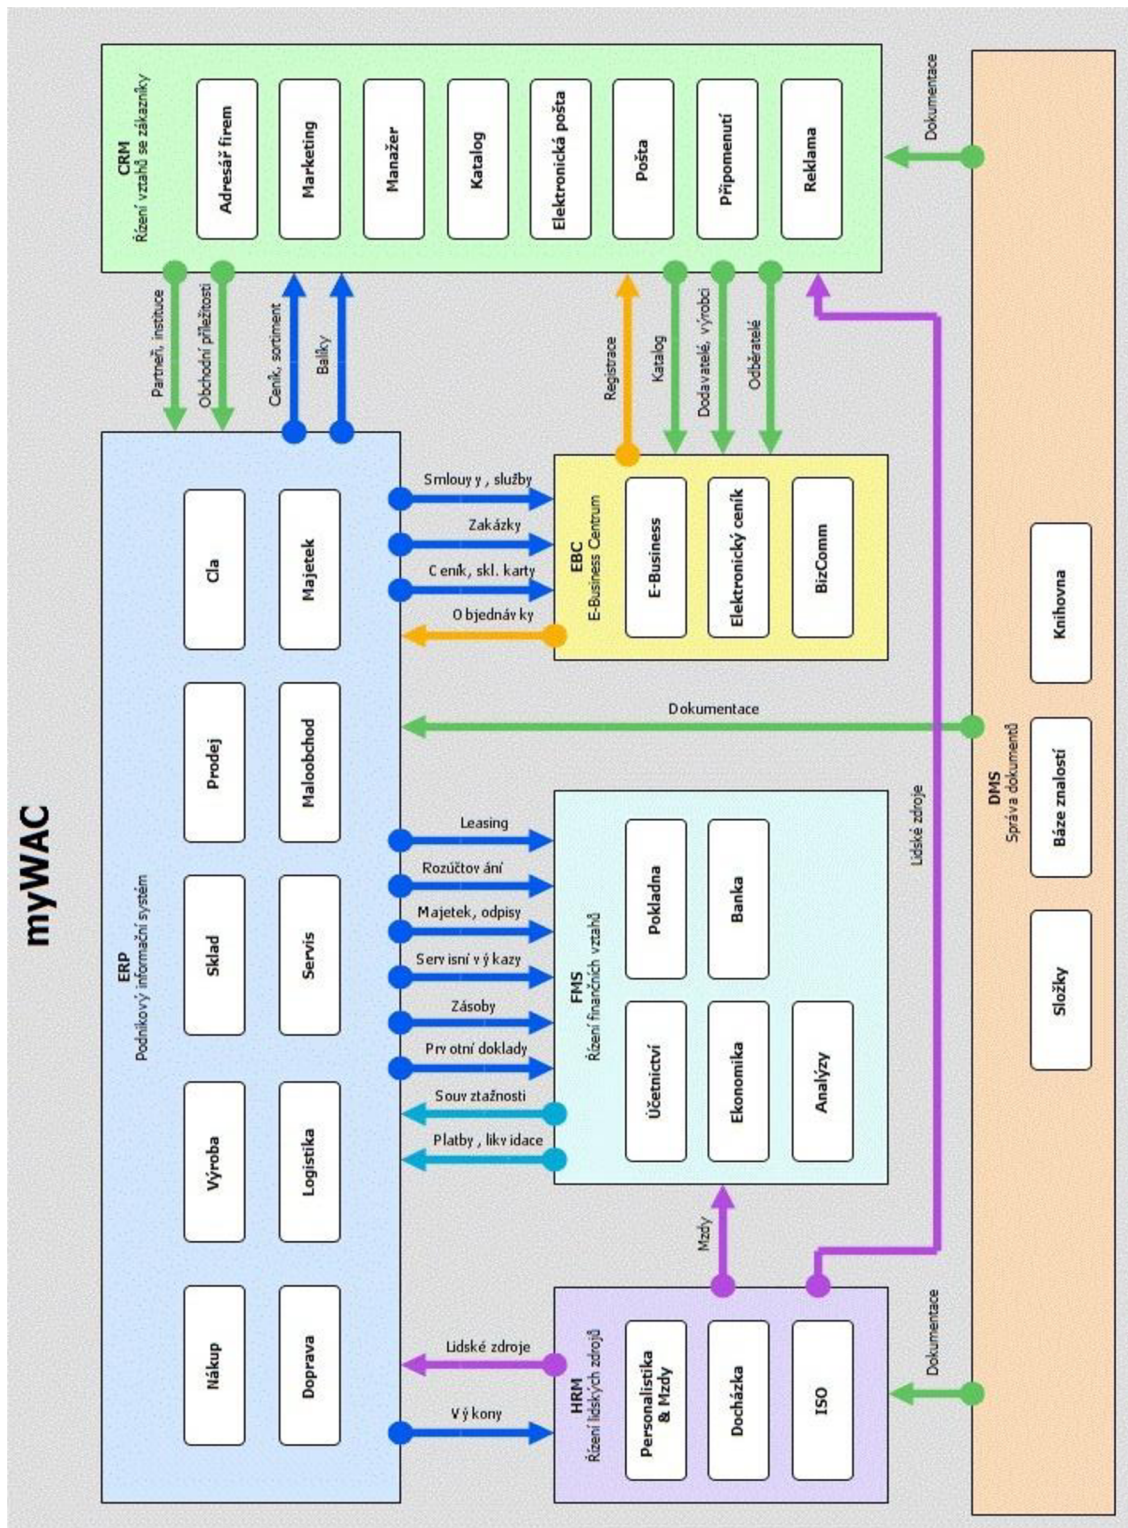 myWAC
ERP
Podnikový informační systém
Nákup
Výroba
Sklad
Prodej
Cla
Doprava
Logistika
Servis
Maloobchod
Majetek
Partneři, instituce
Obchodní příležitosti
Ceník, sortiment
Balíky
CRM
Řízení vztahů se zákazníky
Adresář firem
Marketing
Manažer
Katalog
Elektronická pošta
Pošta
Připomenutí
Reklama
Výkony
Lidské zdroje
Platby, likvidace
Souvztažnosti
Prvotní doklady
Zásoby
Servisní výkazy
Majetek, odpisy
Rozúčtování
Leasing
Dokumentace
Objednávky
Ceník, skl. karty
Zakázky
Smlouvy, služby
Registrace
Katalog
Dodavatelé, výrobci
Odběratelé
HRM
Řízení lidských zdrojů
Personalistika
& Mzdy
Docházka
ISO
Mzdy
FMS
Řízení finančních vztahů
Účetnictví
Pokladna
Ekonomika
Banka
Analýzy
EBC
E-Business Centrum
E-Business
Elektronický ceník
BizComm
Lidské zdroje
Dokumentace
Dokumentace
DMS
Správa dokumentů
Složky
Báze znalostí
Knihovna